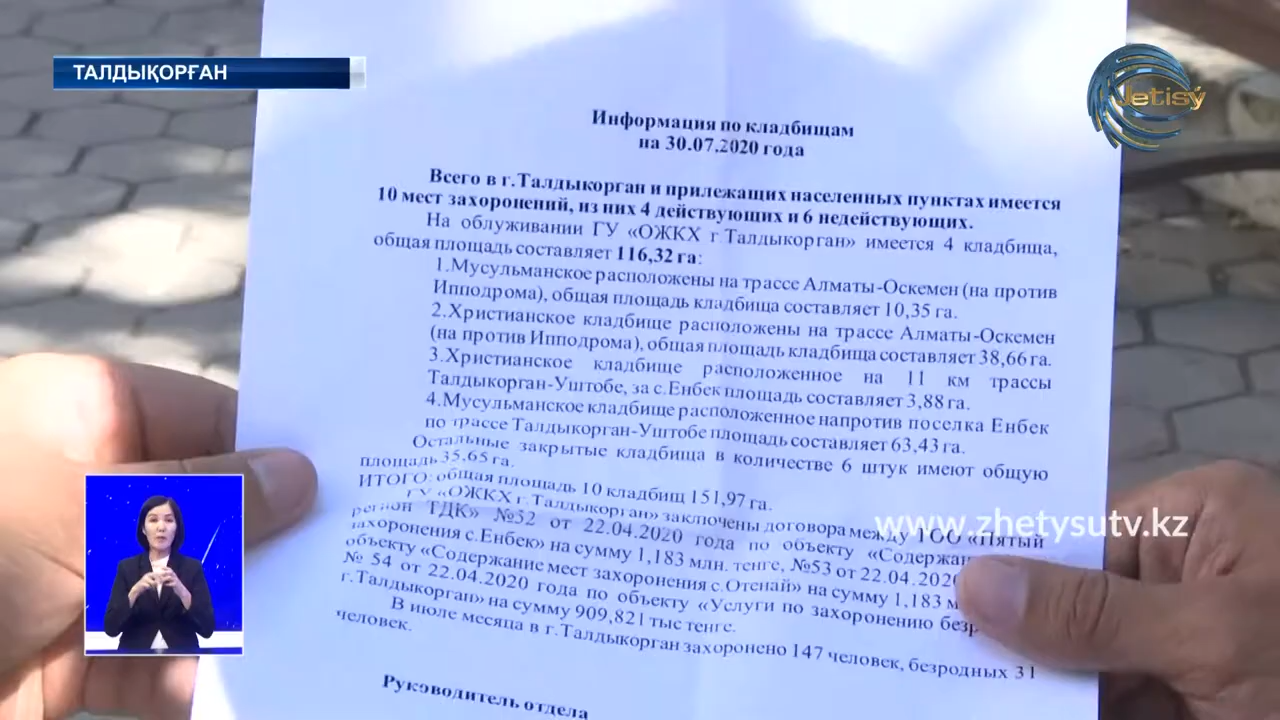 ТАЛДЫҚОРҒАН
Jetisý
Информация по кладбищам
на 30.07.2020 года
Всего в г.Талдыкорган и прилежащих населенных пунктах имеется
10 мест захоронений, из них 4 действующих и 6 недействующих.
На облуживании ГУ «ОЖКХ г.Талдыкорган» имеется 4 кладбища,
общая площадь составляет 116,32 га:
1.Мусульманское расположены на трассе Алматы-Оскемен (на против
Ипподрома), общая площадь кладбища составляет 10,35 га.
2.Христианское кладбище расположены на трассе Алматы-Оскемен
(на против Ипподрома), общая площадь кладбища составляет 38,66 га.
3.Христианское кладбище расположенное на 11 км трассы
Талдыкорган-Уштобе, за с.Енбек площадь составляет 3,88 га.
4.Мусульманское кладбище расположенное напротив поселка Енбек
по трассе Талдыкорган-Уштобе площадь составляет 63,43 га.
Остальные закрытые кладбища в количестве 6 штук имеют общую
площадь 35,65 га.
ИТОГО: общая площадь 10 кладбищ 151,97 га.
ГУ «ОЖКХ г.Талдыкорган» заключены договора между ТОО «Пятый
регион ТДК» №52 от 22.04.2020 года по объекту «Содержан
захоронения с.Енбек» на сумму 1,183 млн. тенге, №53 от 22.04.2020
объекту «Содержание мест захоронения с.Отенай» на сумму 1,183 м
№ 54 от 22.04.2020 года по объекту «Услуги по захоронению безр
г.Талдыкорган» на сумму 909,821 тыс тенге.
В июле месяца в г.Талдыкорган захоронено 147 человек, безродных 31
человек.
Руководитель отдела
www.zhetysutv.kz